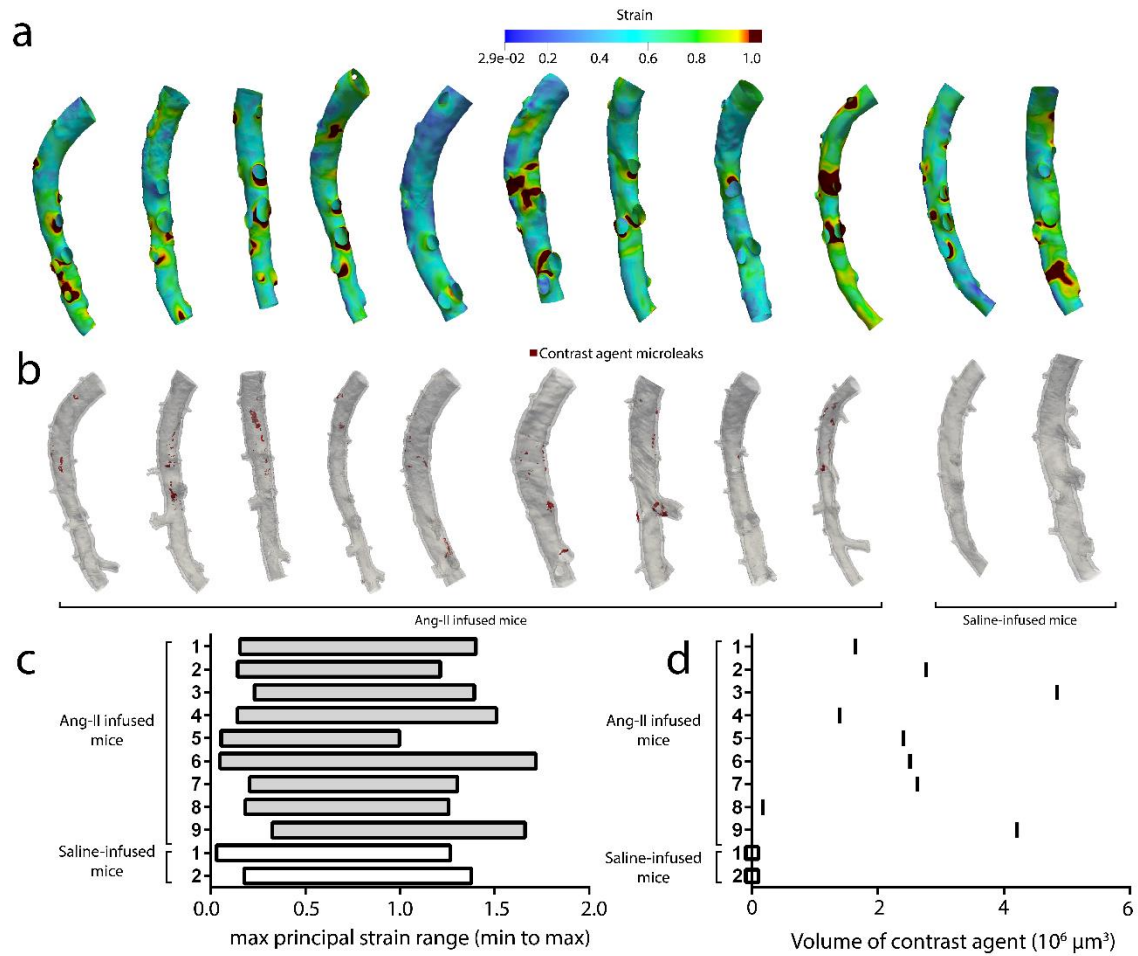 a
Strain
2.9e-02 0.2 0.4 0.6 0.8 1.0
b
Contrast agent microleaks
Ang-II infused mice
Saline-infused mice
c
Ang-II infused
mice
1
2
3
4
5
6
7
8
9
Saline-infused
mice
1
2
0.0 0.5 1.0 1.5 2.0
max principal strain range (min to max)
d
Ang-II infused
mice
1
2
3
4
5
6
7
8
9
Saline-infused
mice
1
2
0 2 4 6
Volume of contrast agent (10⁶ µm³)